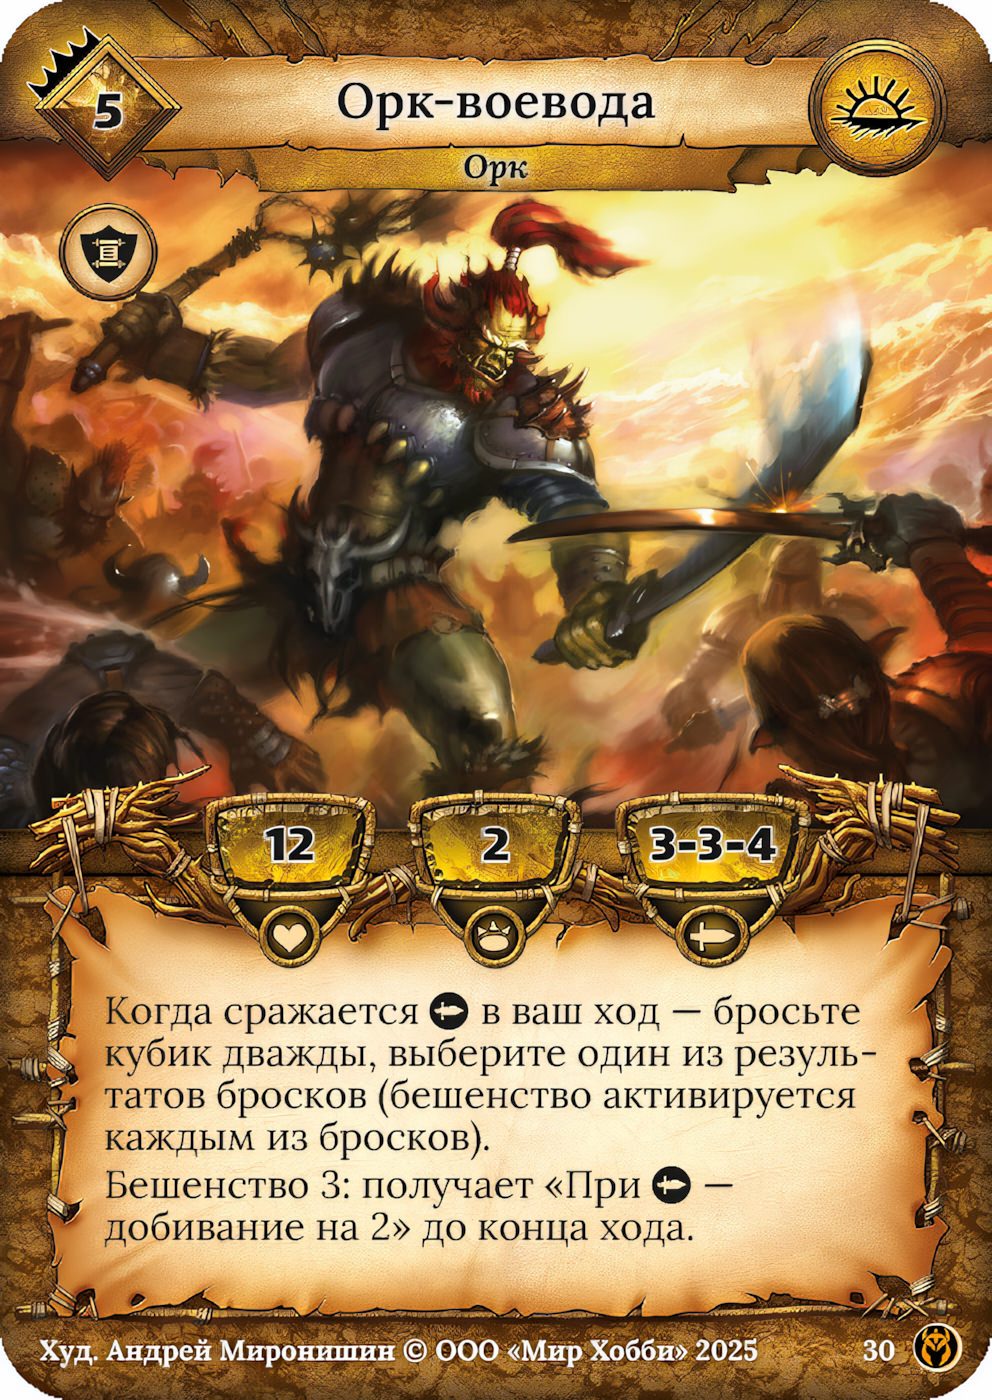 5
Орк-воевода
Орк
12
2
3-3-4
Когда сражается в ваш ход — бросьте
кубик дважды, выберите один из резуль-
татов бросков (бешенство активируется
каждым из бросков).
Бешенство 3: получает «При —
добивание на 2» до конца хода.
Худ. Андрей Миронишин © ООО «Мир Хобби» 2025
30